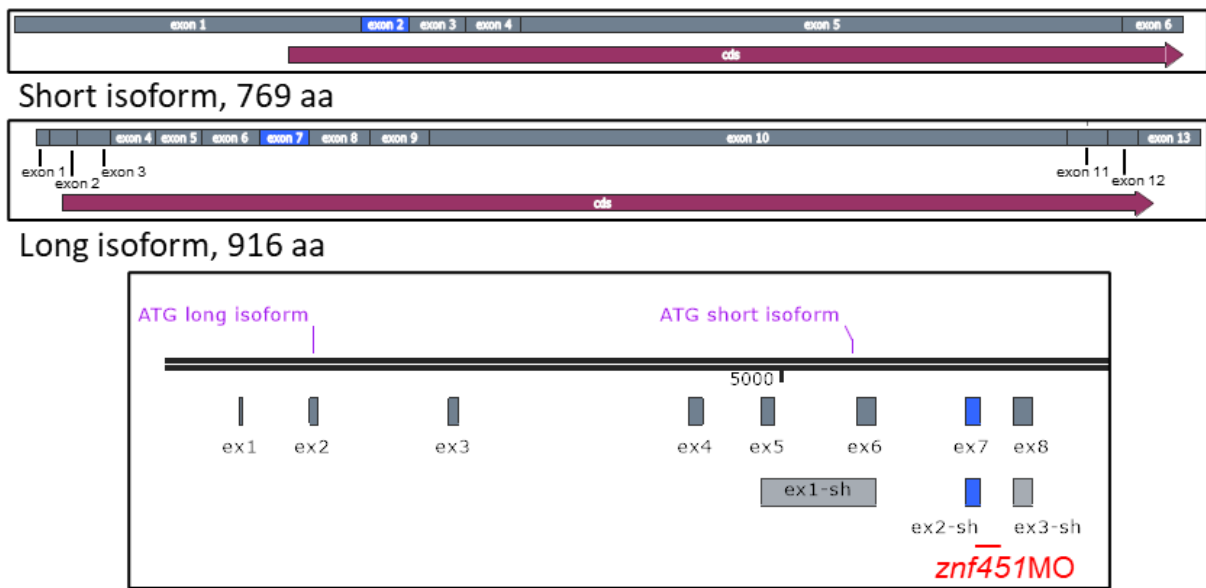 exon 1 exon 2 exon 3 exon 4 exon 5 exon 6
cds
Short isoform, 769 aa
exon 4 exon 5 exon 6 exon 7 exon 8 exon 9 exon 10 exon 13
exon 1 exon 3 exon 11
exon 2 exon 12
cds
Long isoform, 916 aa
ATG long isoform ATG short isoform
5000
ex1 ex2 ex3 ex4 ex5 ex6 ex7 ex8
ex1-sh
ex2-sh ex3-sh
znf451MO